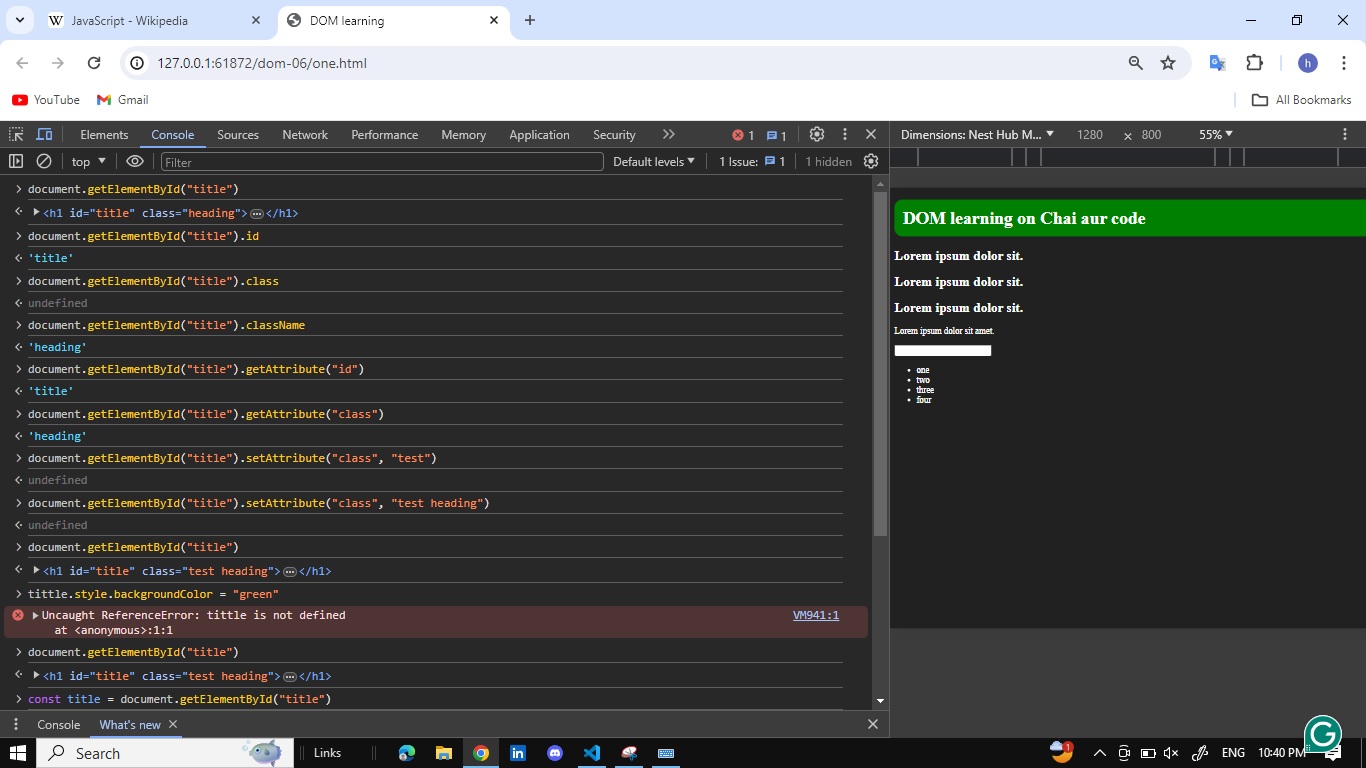 JavaScript - Wikipedia
DOM learning
127.0.0.1:61872/dom-06/one.html
h
YouTube
Gmail
All Bookmarks
Elements Console Sources Network Performance Memory Application Security 1 1
Dimensions: Nest Hub M... 1280 x 800 55%
top Filter Default levels 1 Issue: 1 1 hidden
document.getElementById("title")
<h1 id="title" class="heading"></h1>
document.getElementById("title").id
'title'
document.getElementById("title").class
undefined
document.getElementById("title").className
'heading'
document.getElementById("title").getAttribute("id")
'title'
document.getElementById("title").getAttribute("class")
'heading'
document.getElementById("title").setAttribute("class", "test")
undefined
document.getElementById("title").setAttribute("class", "test heading")
undefined
document.getElementById("title")
<h1 id="title" class="test heading"></h1>
tittle.style.backgroundColor = "green"
Uncaught ReferenceError: tittle is not defined VM941:1
at <anonymous>:1:1
document.getElementById("title")
<h1 id="title" class="test heading"></h1>
const title = document.getElementById("title")
DOM learning on Chai aur code
Lorem ipsum dolor sit.
Lorem ipsum dolor sit.
Lorem ipsum dolor sit.
Lorem ipsum dolor sit amet.
one
two
three
four
Console What's new
Search
Links
1
ENG 10:40 PM